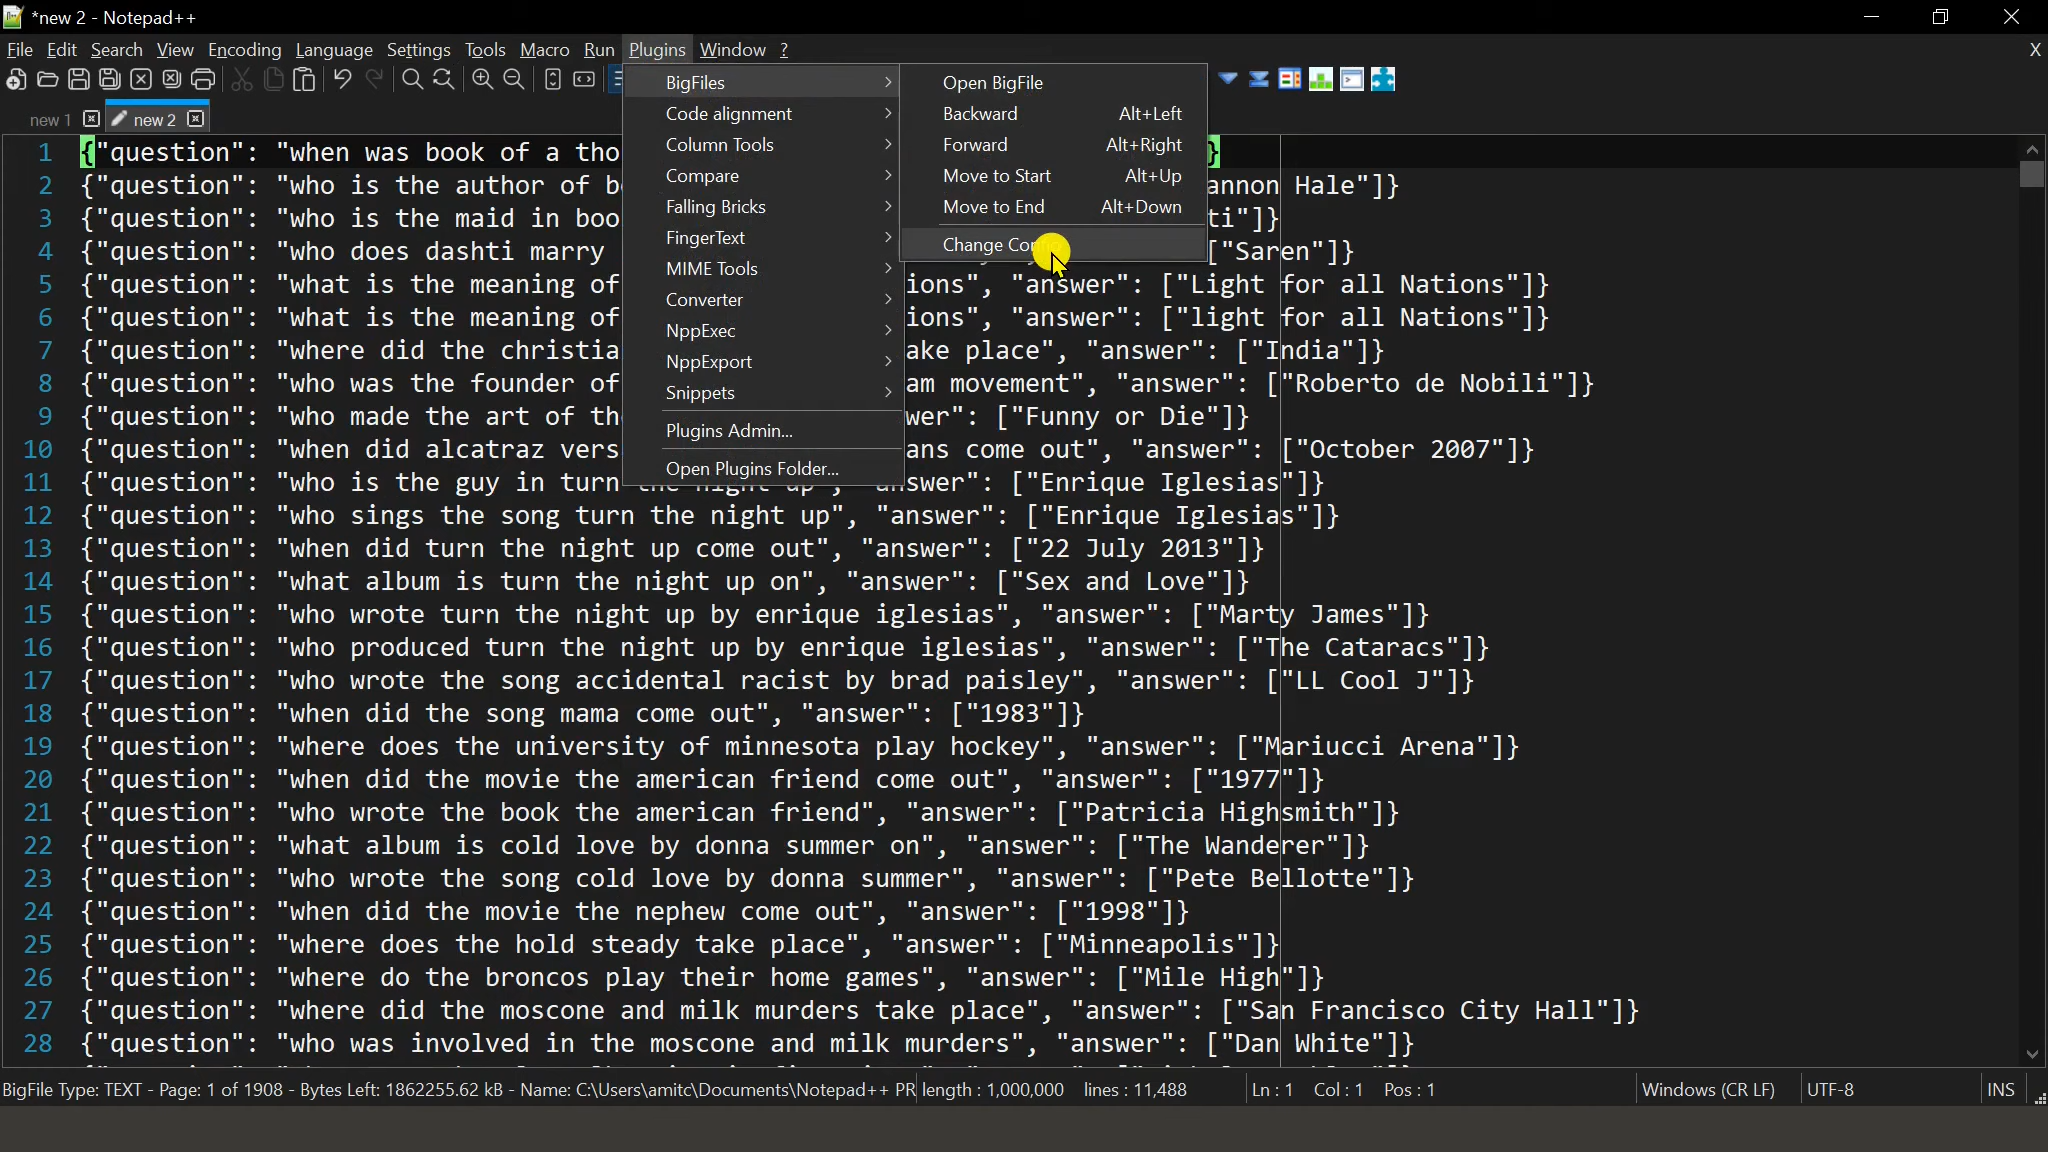 *new 2 - Notepad++
File Edit Search View Encoding Language Settings Tools Macro Run Plugins Window ? X
new 1 new 2
BigFiles
Code alignment
Column Tools
Compare
Falling Bricks
FingerText
MIME Tools
Converter
NppExec
NppExport
Snippets
Plugins Admin...
Open Plugins Folder...
Open BigFile
Backward Alt+Left
Forward Alt+Right
Move to Start Alt+Up
Move to End Alt+Down
Change
1 {"question": "when was book of a tho }
2 {"question": "who is the author of annon Hale"]}
3 {"question": "who is the maid in boo ti"]}
4 {"question": "who does dashti marry ["Saren"]}
5 {"question": "what is the meaning of ions", "answer": ["Light for all Nations"]}
6 {"question": "what is the meaning of ions", "answer": ["light for all Nations"]}
7 {"question": "where did the christia ake place", "answer": ["India"]}
8 {"question": "who was the founder of am movement", "answer": ["Roberto de Nobili"]}
9 {"question": "who made the art of wer": ["Funny or Die"]}
10 {"question": "when did alcatraz vers ans come out", "answer": ["October 2007"]}
11 {"question": "who is the guy in turn swer": ["Enrique Iglesias"]}
12 {"question": "who sings the song turn the night up", "answer": ["Enrique Iglesias"]}
13 {"question": "when did turn the night up come out", "answer": ["22 July 2013"]}
14 {"question": "what album is turn the night up on", "answer": ["Sex and Love"]}
15 {"question": "who wrote turn the night up by enrique iglesias", "answer": ["Marty James"]}
16 {"question": "who produced turn the night up by enrique iglesias", "answer": ["The Cataracs"]}
17 {"question": "who wrote the song accidental racist by brad paisley", "answer": ["LL Cool J"]}
18 {"question": "when did the song mama come out", "answer": ["1983"]}
19 {"question": "where does the university of minnesota play hockey", "answer": ["Mariucci Arena"]}
20 {"question": "when did the movie the american friend come out", "answer": ["1977"]}
21 {"question": "who wrote the book the american friend", "answer": ["Patricia Highsmith"]}
22 {"question": "what album is cold love by donna summer on", "answer": ["The Wanderer"]}
23 {"question": "who wrote the song cold love by donna summer", "answer": ["Pete Bellotte"]}
24 {"question": "when did the movie the nephew come out", "answer": ["1998"]}
25 {"question": "where does the hold steady take place", "answer": ["Minneapolis"]}
26 {"question": "where do the broncos play their home games", "answer": ["Mile High"]}
27 {"question": "where did the moscone and milk murders take place", "answer": ["San Francisco City Hall"]}
28 {"question": "who was involved in the moscone and milk murders", "answer": ["Dan White"]}
BigFile Type: TEXT - Page: 1 of 1908 - Bytes Left: 1862255.62 kB - Name: C:\Users\amitc\Documents\Notepad++ PR length : 1,000,000 lines : 11,488 Ln : 1 Col : 1 Pos : 1 Windows (CR LF) UTF-8 INS